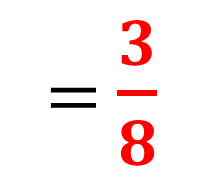 = 3/8